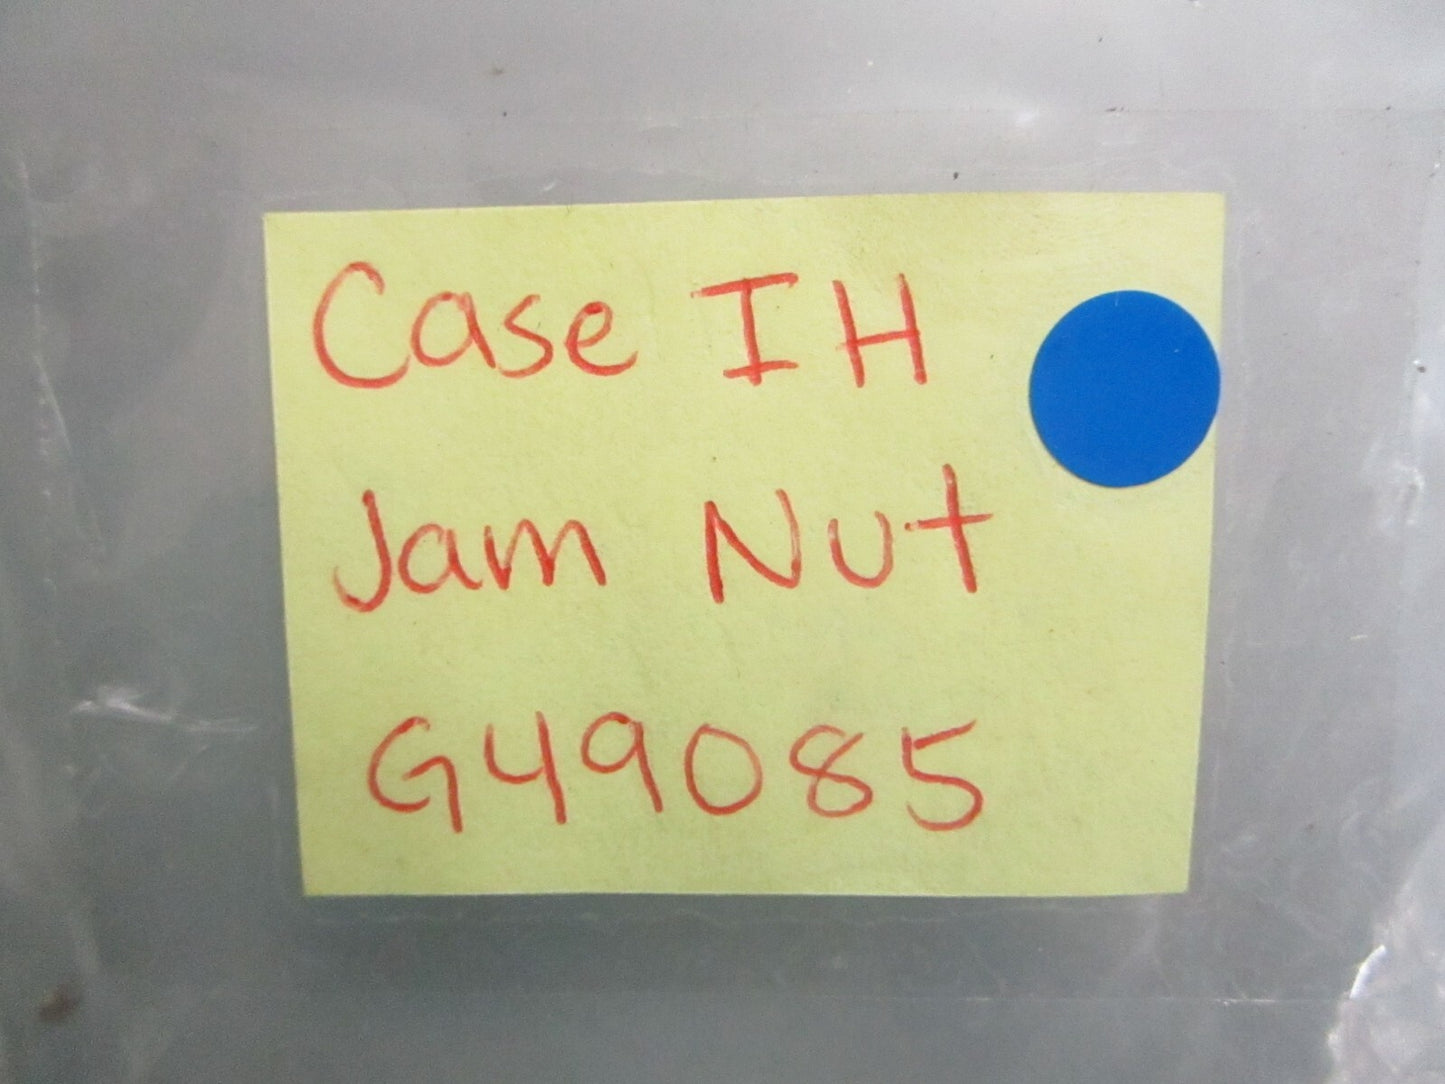 Case IH
Jam Nut
G49085